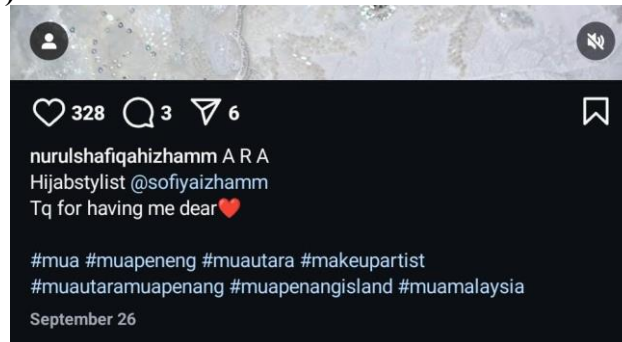 )
328 3 6
nurulshafiqahizhamm A R A
Hijabstylist @sofiyaizhamm
Tq for having me dear❤️
#mua #muapeneng #muautara #makeupartist
#muautaramuapenang #muapenangisland #muamalaysia
September 26